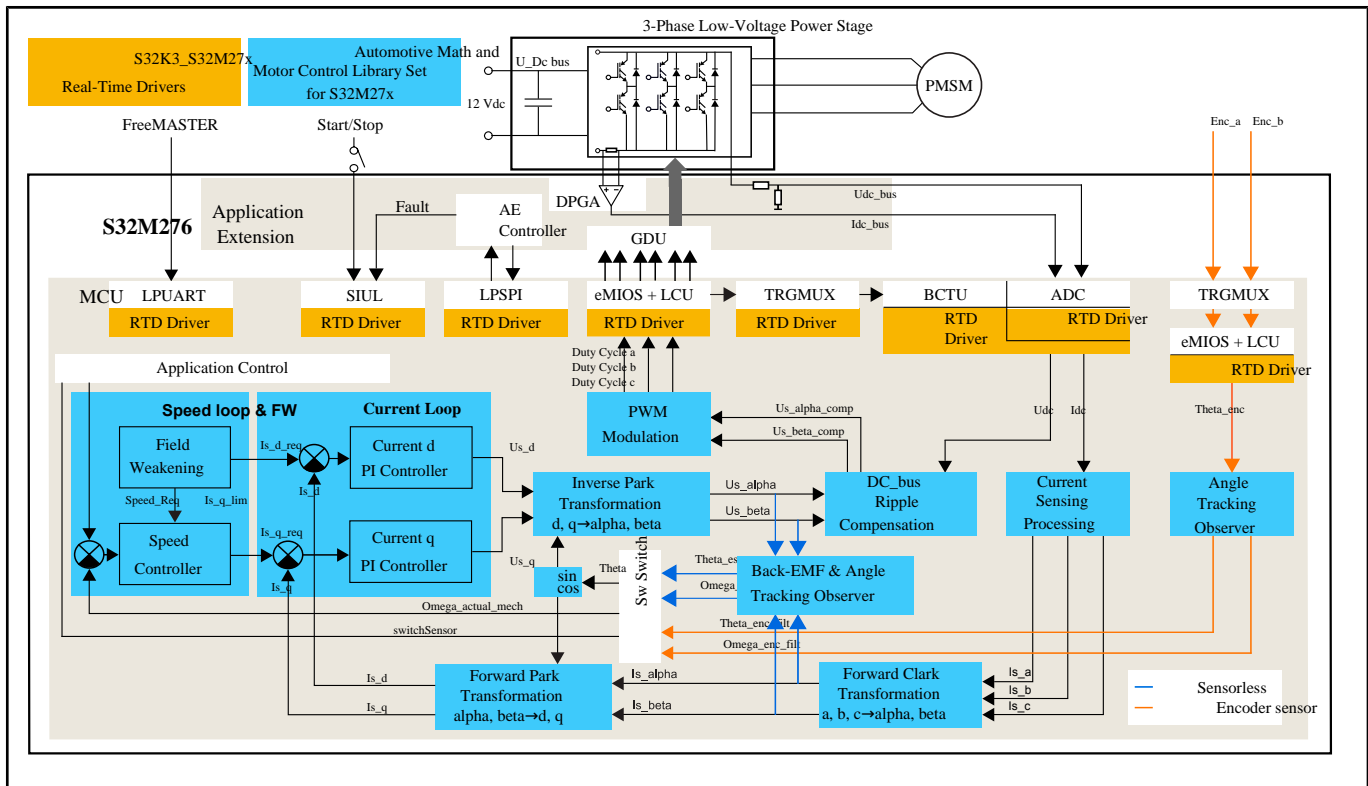 3-Phase Low-Voltage Power Stage
S32K3_S32M27x
Real-Time Drivers
Automotive Math and
Motor Control Library Set
for S32M27x
U_Dc bus
12 Vdc
PMSM
FreeMASTER
Start/Stop
Enc_a
Enc_b
S32M276
Application
Extension
Fault
AE
Controller
DPGA
Udc_bus
Idc_bus
GDU
MCU
LPUART
RTD Driver
SIUL
RTD Driver
LPSPI
RTD Driver
eMIOS + LCU
RTD Driver
TRGMUX
RTD Driver
BCTU
RTD
Driver
ADC
RTD Driver
TRGMUX
eMIOS + LCU
RTD Driver
Application Control
Duty Cycle a
Duty Cycle b
Duty Cycle c
Speed loop & FW
Current Loop
PWM
Modulation
Us_alpha_comp
Us_beta_comp
Udc
Idc
Theta_enc
Field
Weakening
Is_d_req
Is_d
Current d
PI Controller
Us_d
Speed_Req
Is_q_lim
Inverse Park
Transformation
d, q→alpha, beta
Us_alpha
Us_beta
DC_bus
Ripple
Compensation
Current
Sensing
Processing
Angle
Tracking
Observer
Speed
Controller
Is_q_req
Is_q
Current q
PI Controller
Us_q
sin
cos
Theta
Sw Switch
Theta_es
Omega_
Back-EMF & Angle
Tracking Observer
Omega_actual_mech
switchSensor
Theta_enc_filt
Omega_enc_filt
Is_d
Is_q
Forward Park
Transformation
alpha, beta→d, q
Is_alpha
Is_beta
Forward Clark
Transformation
a, b, c→alpha, beta
Is_a
Is_b
Is_c
Sensorless
Encoder sensor